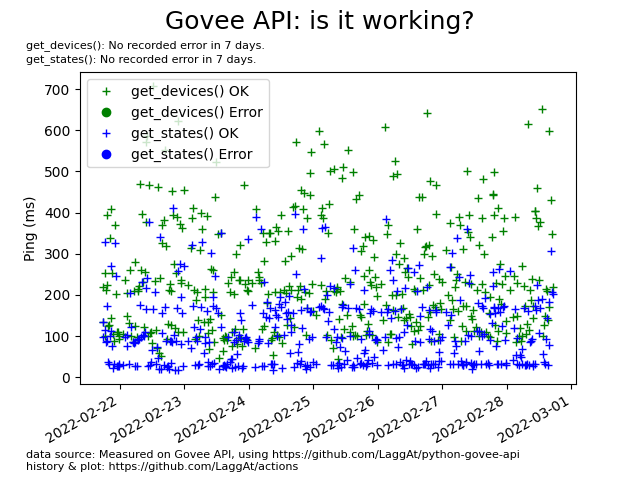 Govee API: is it working?
get_devices(): No recorded error in 7 days.
get_states(): No recorded error in 7 days.
get_devices() OK
get_devices() Error
get_states() OK
get_states() Error
Ping (ms)
700
600
500
400
300
200
100
0
2022-02-22
2022-02-23
2022-02-24
2022-02-25
2022-02-26
2022-02-27
2022-02-28
2022-03-01
data source: Measured on Govee API, using https://github.com/LaggAt/python-govee-api
history & plot: https://github.com/LaggAt/actions